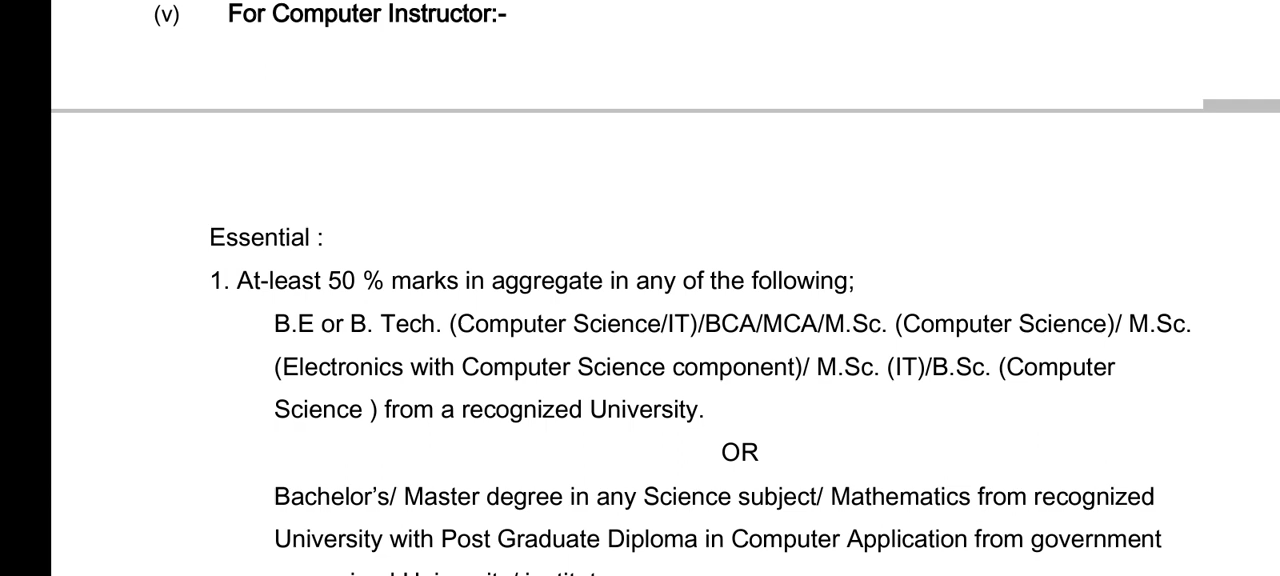 (v) For Computer Instructor:-
Essential :
1. At-least 50 % marks in aggregate in any of the following;
B.E or B. Tech. (Computer Science/IT)/BCA/MCA/M.Sc. (Computer Science)/ M.Sc.
(Electronics with Computer Science component)/ M.Sc. (IT)/B.Sc. (Computer
Science ) from a recognized University.
OR
Bachelor’s/ Master degree in any Science subject/ Mathematics from recognized
University with Post Graduate Diploma in Computer Application from government